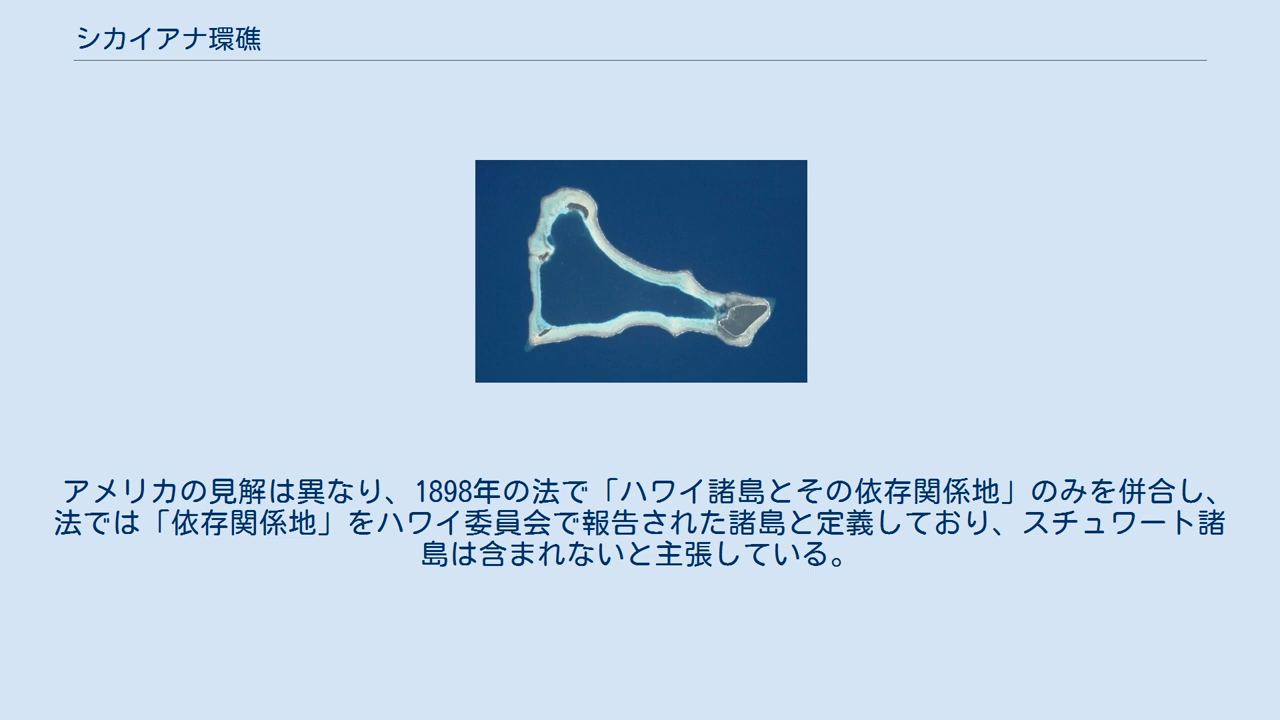 シカイアナ環礁
アメリカの見解は異なり、1898年の法で「ハワイ諸島とその依存関係地」のみを併合し、
法では「依存関係地」をハワイ委員会で報告された諸島と定義しており、スチュワート諸
島は含まれないと主張している。